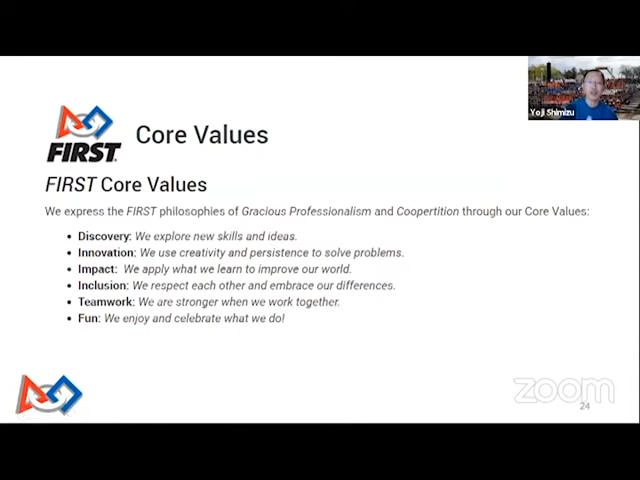 Yoji Shimizu
FIRST
Core Values
FIRST Core Values
We express the FIRST philosophies of Gracious Professionalism and Coopertition through our Core Values:
• Discovery: We explore new skills and ideas.
• Innovation: We use creativity and persistence to solve problems.
• Impact: We apply what we learn to improve our world.
• Inclusion: We respect each other and embrace our differences.
• Teamwork: We are stronger when we work together.
• Fun: We enjoy and celebrate what we do!
zoom
24